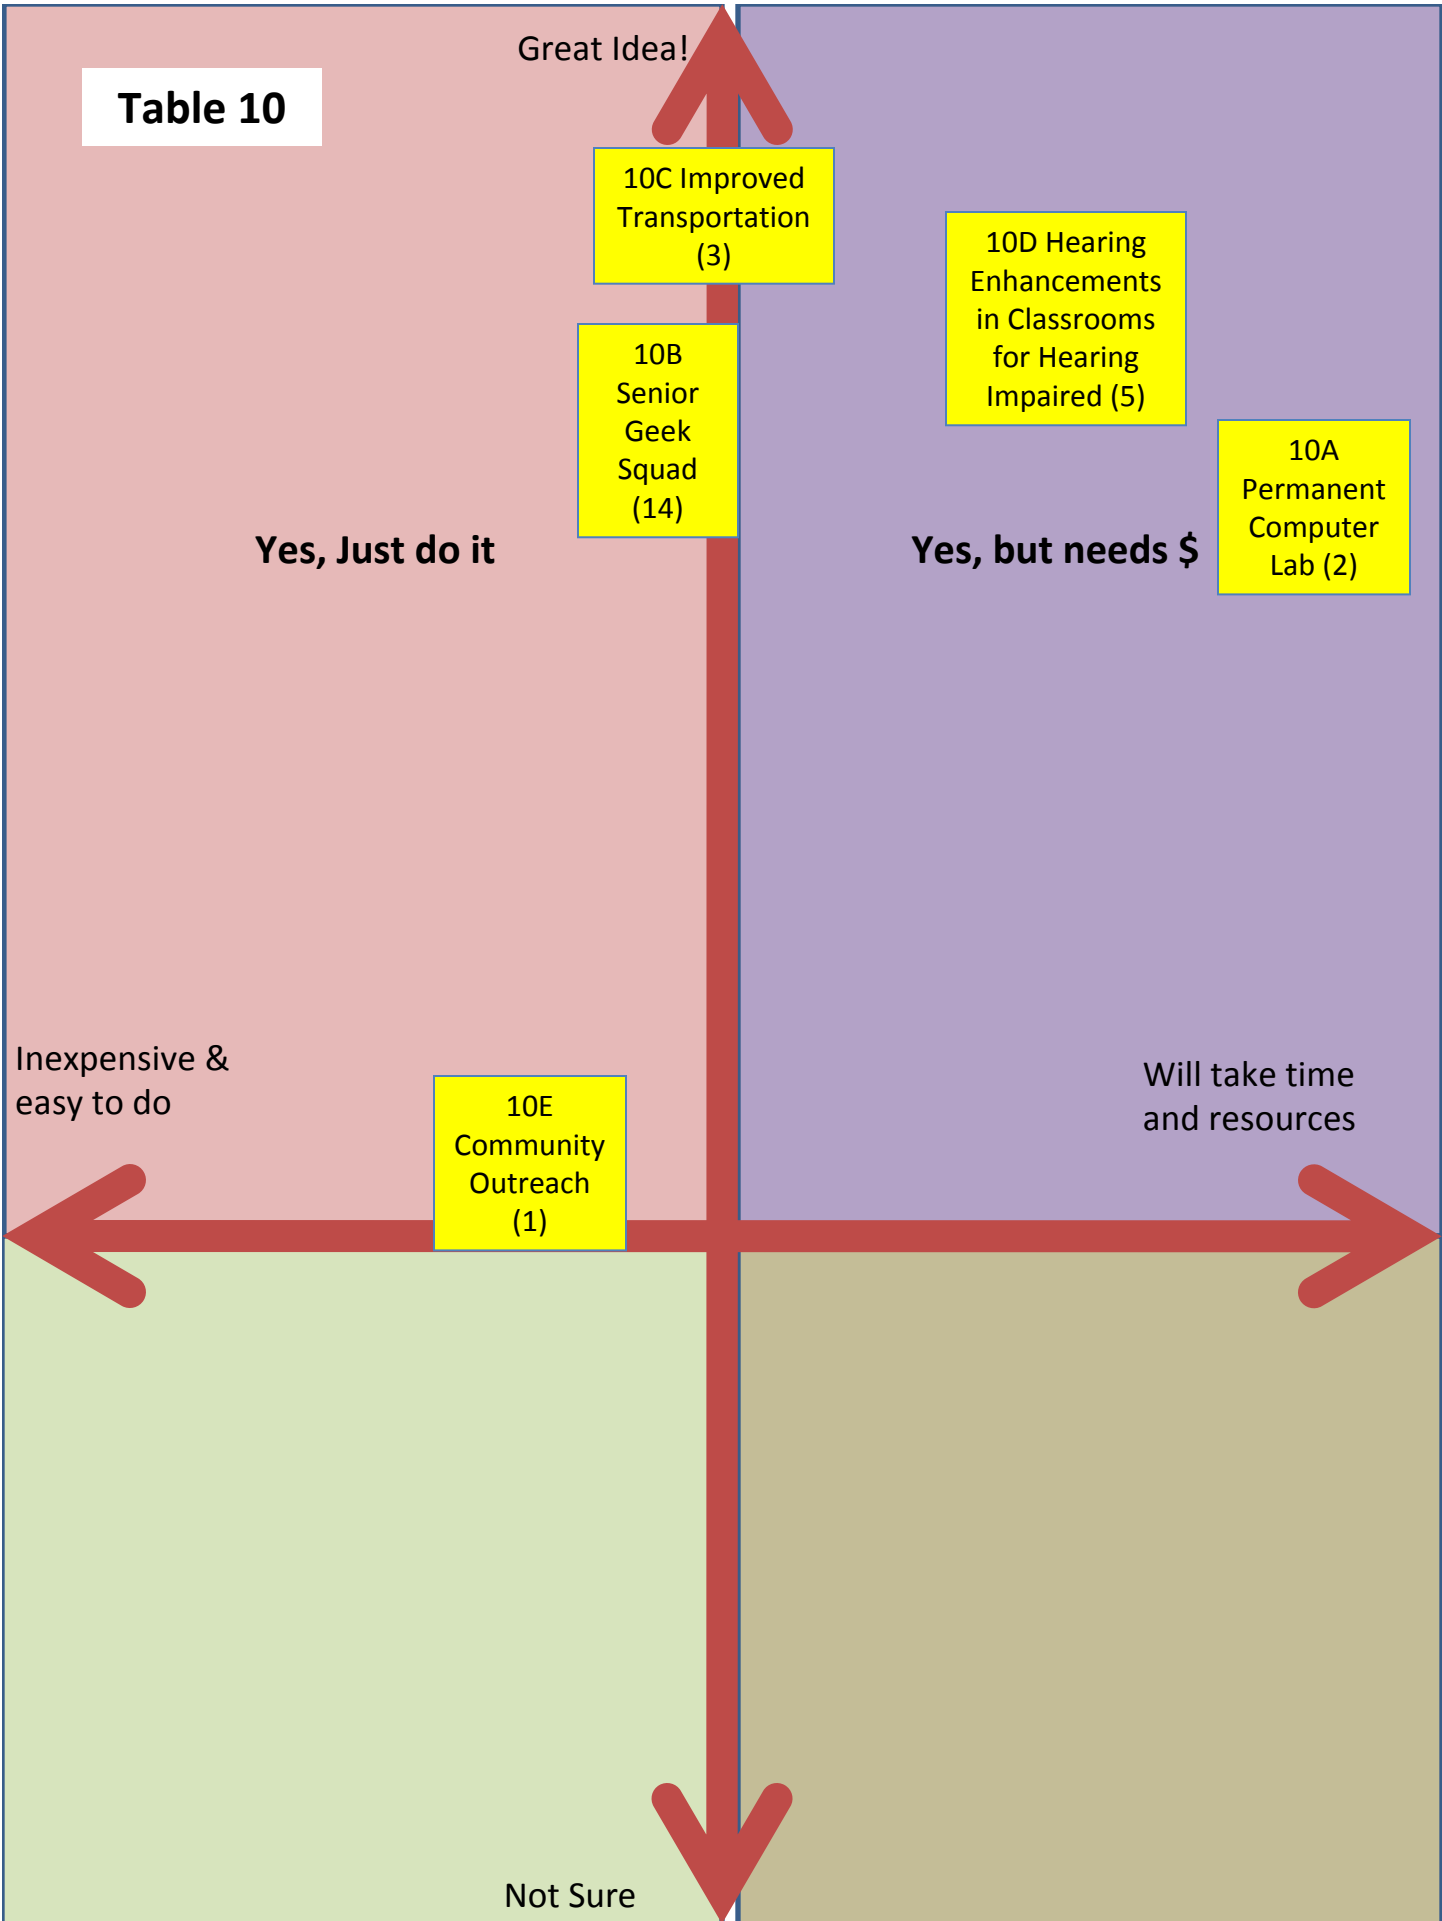 Great Idea!
Table 10
10C Improved
Transportation
(3)
10D Hearing
Enhancements
in Classrooms
for Hearing
Impaired (5)
10B
Senior
Geek
Squad
(14)
10A
Permanent
Computer
Lab (2)
Yes, Just do it
Yes, but needs $
Inexpensive &
easy to do
10E
Community
Outreach
(1)
Will take time
and resources
Not Sure